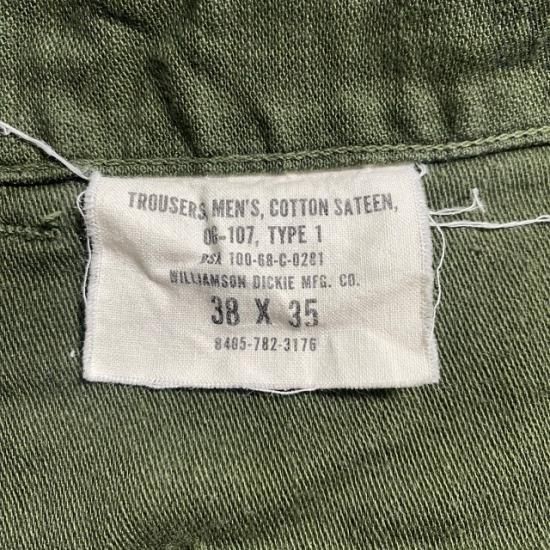 TROUSERS, MEN'S, COTTON SATEEN,
OG-107, TYPE 1
DSA 100-68-C-0281
WILLIAMSON DICKIE MFG. CO.
38 X 35
8405-782-3176